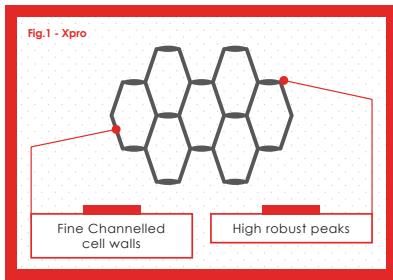 Fig.1 - Xpro
Fine Channelled
cell walls
High robust peaks